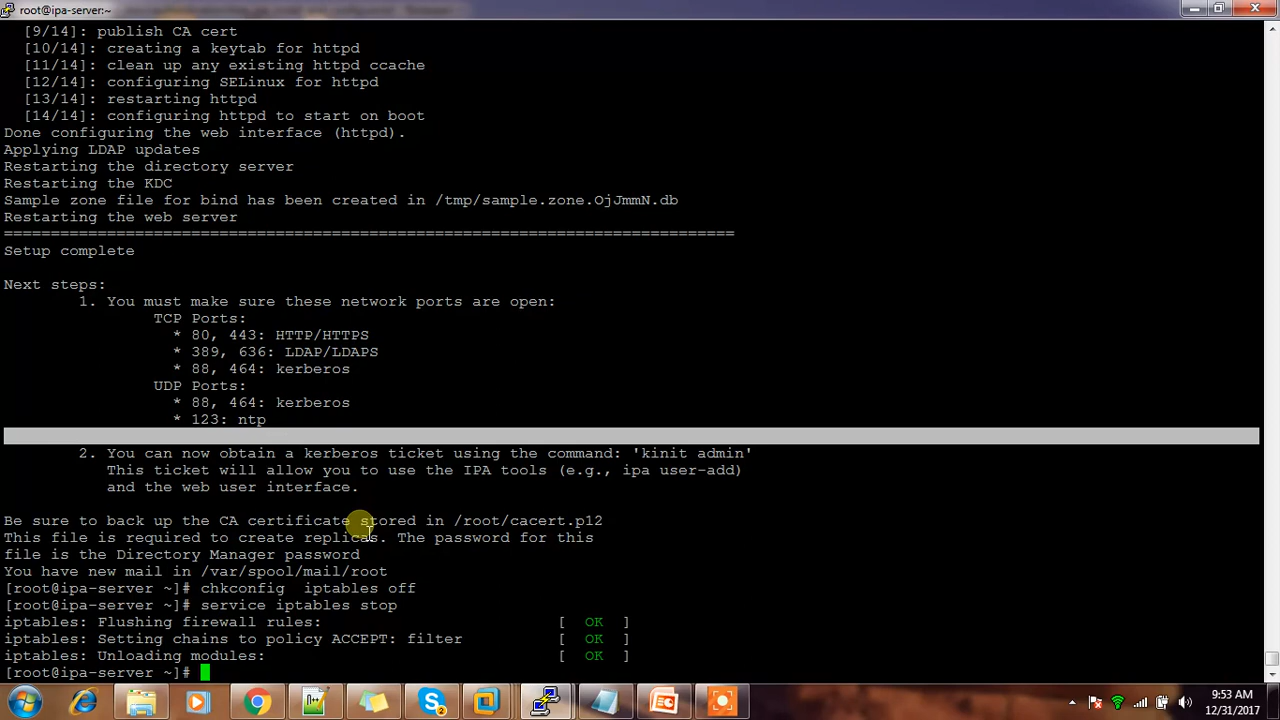 root@ipa-server:~
[9/14]: publish CA cert
[10/14]: creating a keytab for httpd
[11/14]: clean up any existing httpd ccache
[12/14]: configuring SELinux for httpd
[13/14]: restarting httpd
[14/14]: configuring httpd to start on boot
Done configuring the web interface (httpd).
Applying LDAP updates
Restarting the directory server
Restarting the KDC
Sample zone file for bind has been created in /tmp/sample.zone.OjJmmN.db
Restarting the web server
==============================================================================
Setup complete
Next steps:
1. You must make sure these network ports are open:
TCP Ports:
* 80, 443: HTTP/HTTPS
* 389, 636: LDAP/LDAPS
* 88, 464: kerberos
UDP Ports:
* 88, 464: kerberos
* 123: ntp
2. You can now obtain a kerberos ticket using the command: 'kinit admin'
This ticket will allow you to use the IPA tools (e.g., ipa user-add)
and the web user interface.
Be sure to back up the CA certificate stored in /root/cacert.p12
This file is required to create replicas. The password for this
file is the Directory Manager password
You have new mail in /var/spool/mail/root
[root@ipa-server ~]# chkconfig  iptables off
[root@ipa-server ~]# service iptables stop
iptables: Flushing firewall rules: [ OK ]
iptables: Setting chains to policy ACCEPT: filter [ OK ]
iptables: Unloading modules: [ OK ]
[root@ipa-server ~]#
9:53 AM
12/31/2017